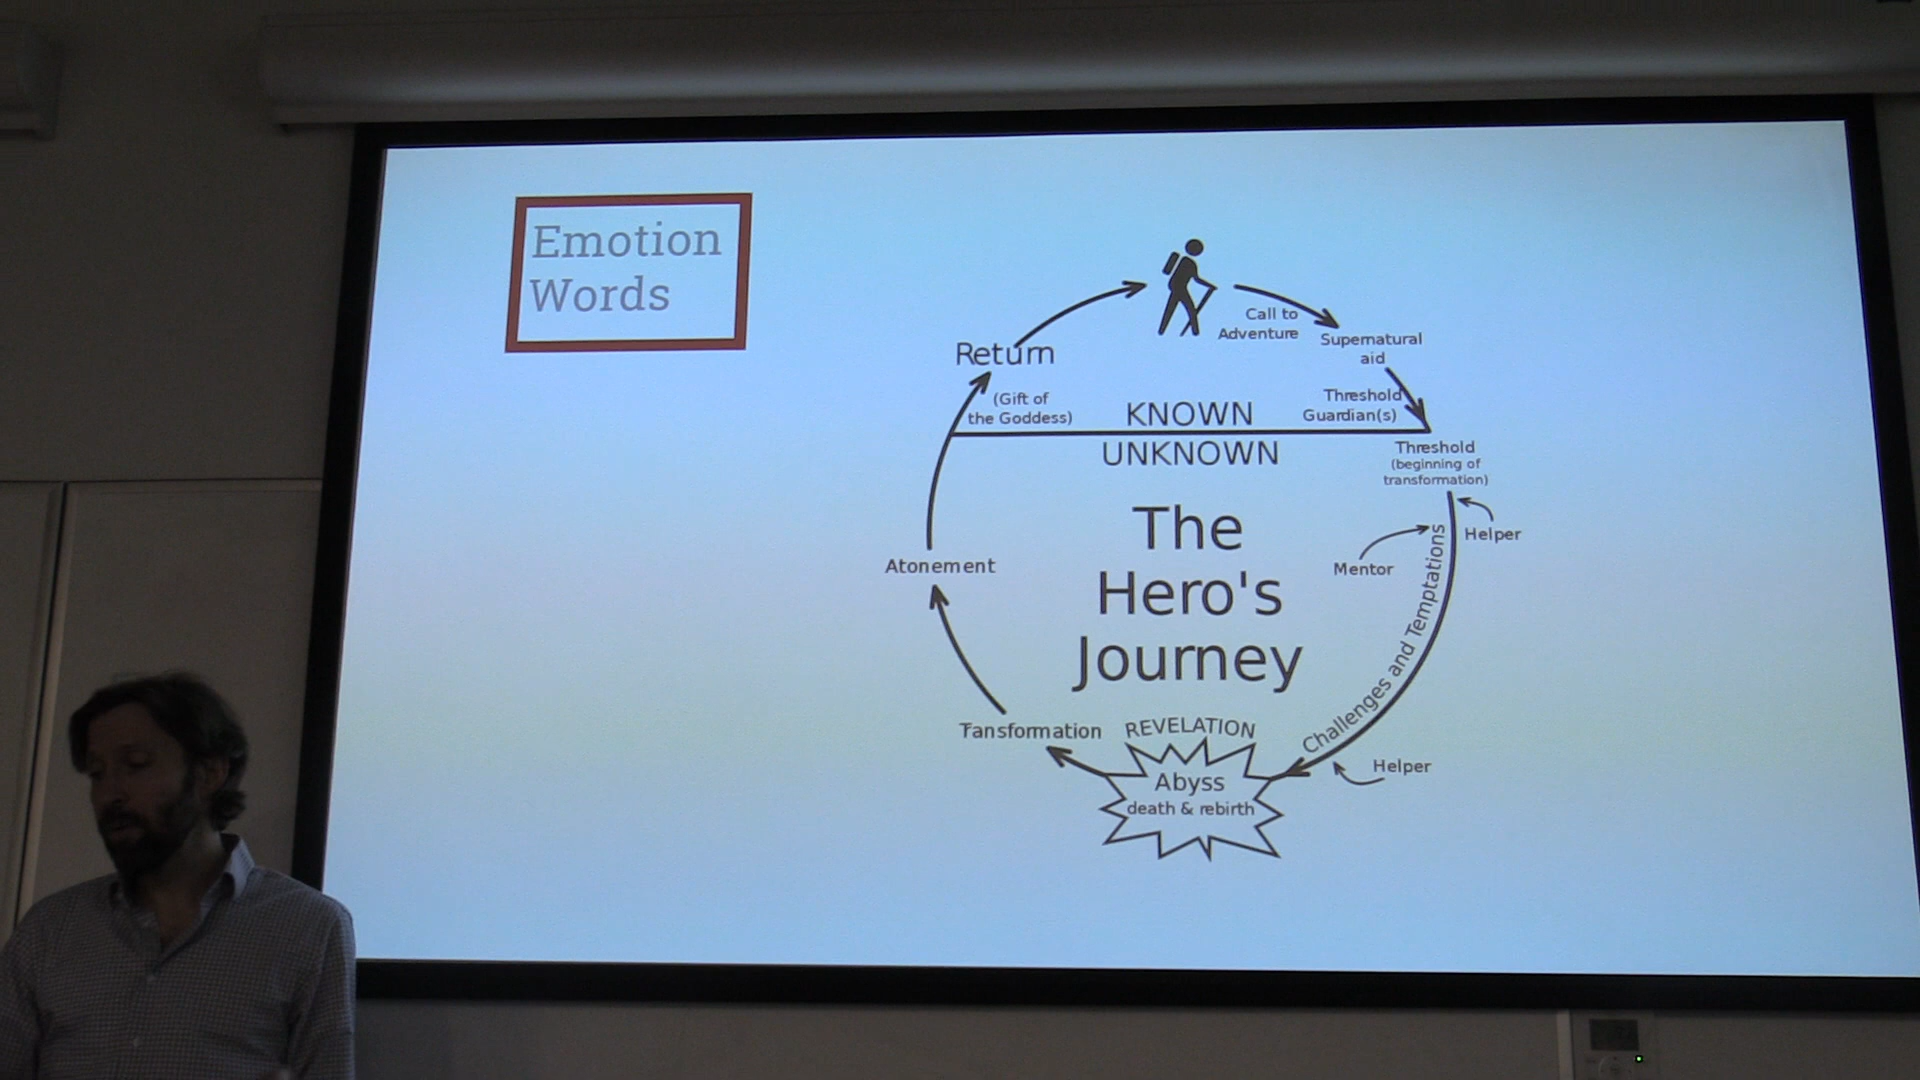 Emotion
Words
Call to
Adventure
Supernatural
aid
Return
(Gift of
the Goddess)
KNOWN
Threshold
Guardian(s)
UNKNOWN
Threshold
(beginning of
transformation)
Helper
Mentor
Challenges and Temptations
The
Hero's
Journey
Atonement
Tansformation
REVELATION
Abyss
death & rebirth
Helper